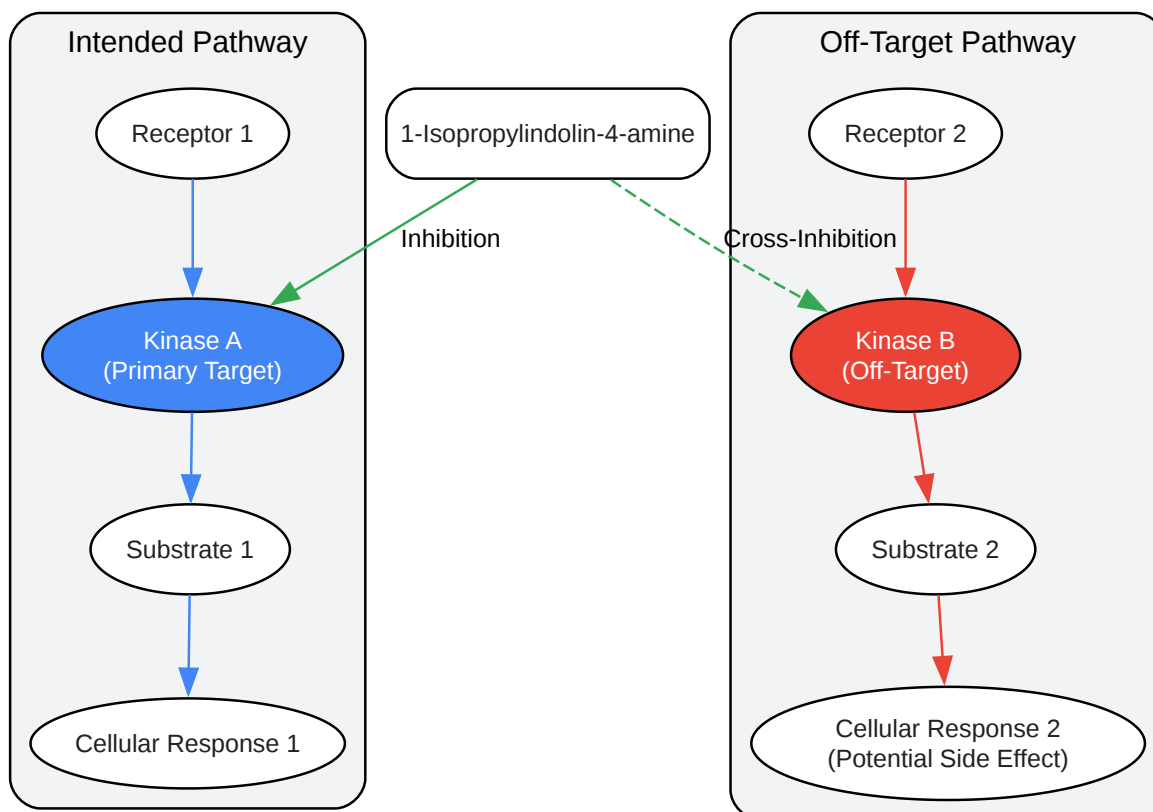 Intended Pathway
Off-Target Pathway
Receptor 1
1-Isopropylindolin-4-amine
Receptor 2
Inhibition
Cross-Inhibition
Kinase A
(Primary Target)
Kinase B
(Off-Target)
Substrate 1
Substrate 2
Cellular Response 1
Cellular Response 2
(Potential Side Effect)